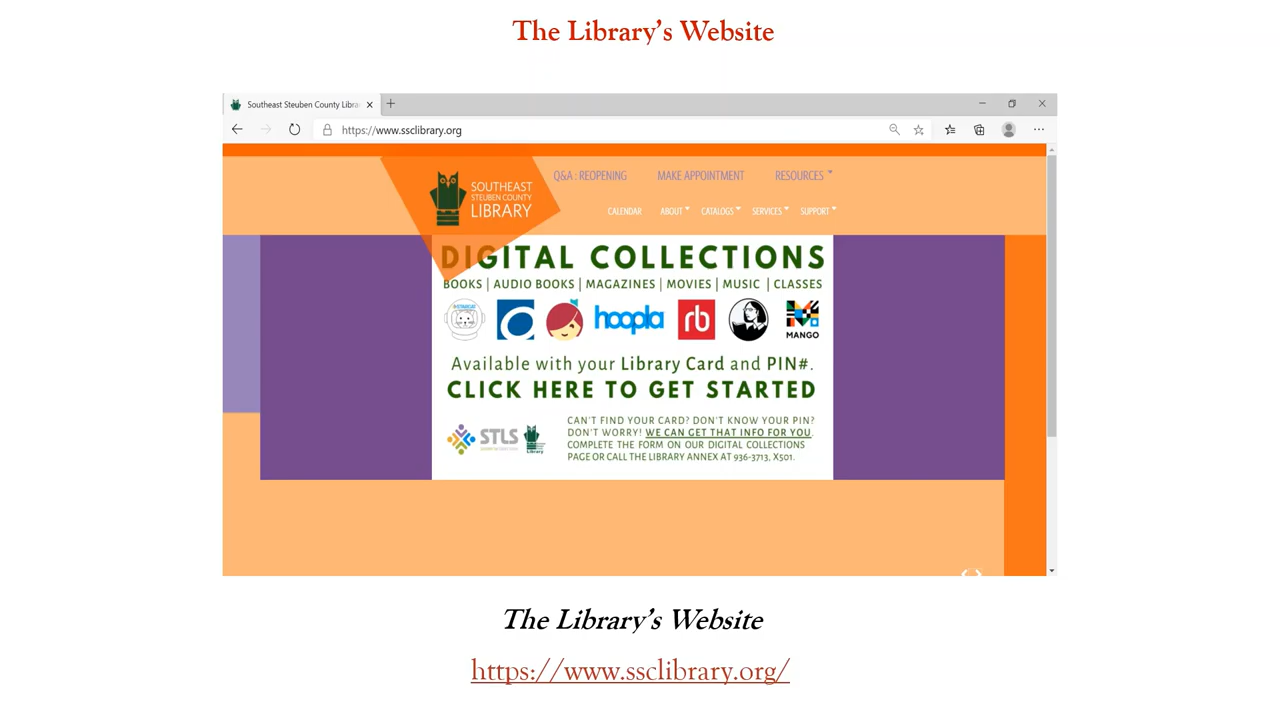 The Library's Website
Southeast Steuben County Libra
https://www.ssclibrary.org
SOUTHEAST
STEUBEN COUNTY
LIBRARY
Q&A : REOPENING MAKE APPOINTMENT RESOURCES
CALENDAR ABOUT CATALOGS SERVICES SUPPORT
DIGITAL COLLECTIONS
BOOKS | AUDIO BOOKS | MAGAZINES | MOVIES | MUSIC | CLASSES
hoopla rb
MANGO
Available with your Library Card and PIN#.
CLICK HERE TO GET STARTED
STLS
Library
CAN'T FIND YOUR CARD? DON'T KNOW YOUR PIN?
DON'T WORRY! WE CAN GET THAT INFO FOR YOU.
COMPLETE THE FORM ON OUR DIGITAL COLLECTIONS
PAGE OR CALL THE LIBRARY ANNEX AT 936-3713, X501.
The Library's Website
https://www.ssclibrary.org/